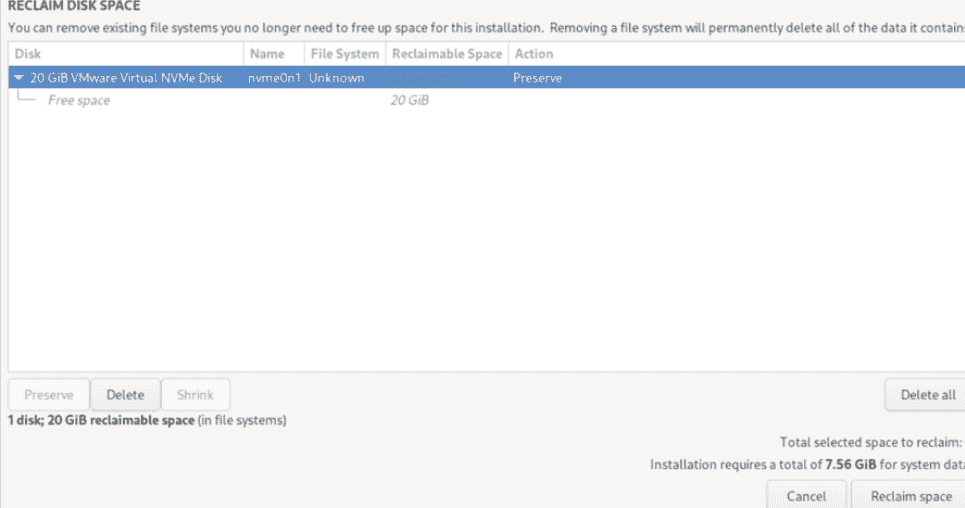 RECLAIM DISK SPACE
You can remove existing file systems you no longer need to free up space for this installation. Removing a file system will permanently delete all of the data it contain
Disk Name File System Reclaimable Space Action
20 GiB VMware Virtual NVMe Disk nvme0n1 Unknown Preserve
Free space 20 GiB
Preserve Delete Shrink Delete all
1 disk; 20 GiB reclaimable space (in file systems)
Total selected space to reclaim:
Installation requires a total of 7.56 GiB for system data
Cancel Reclaim space